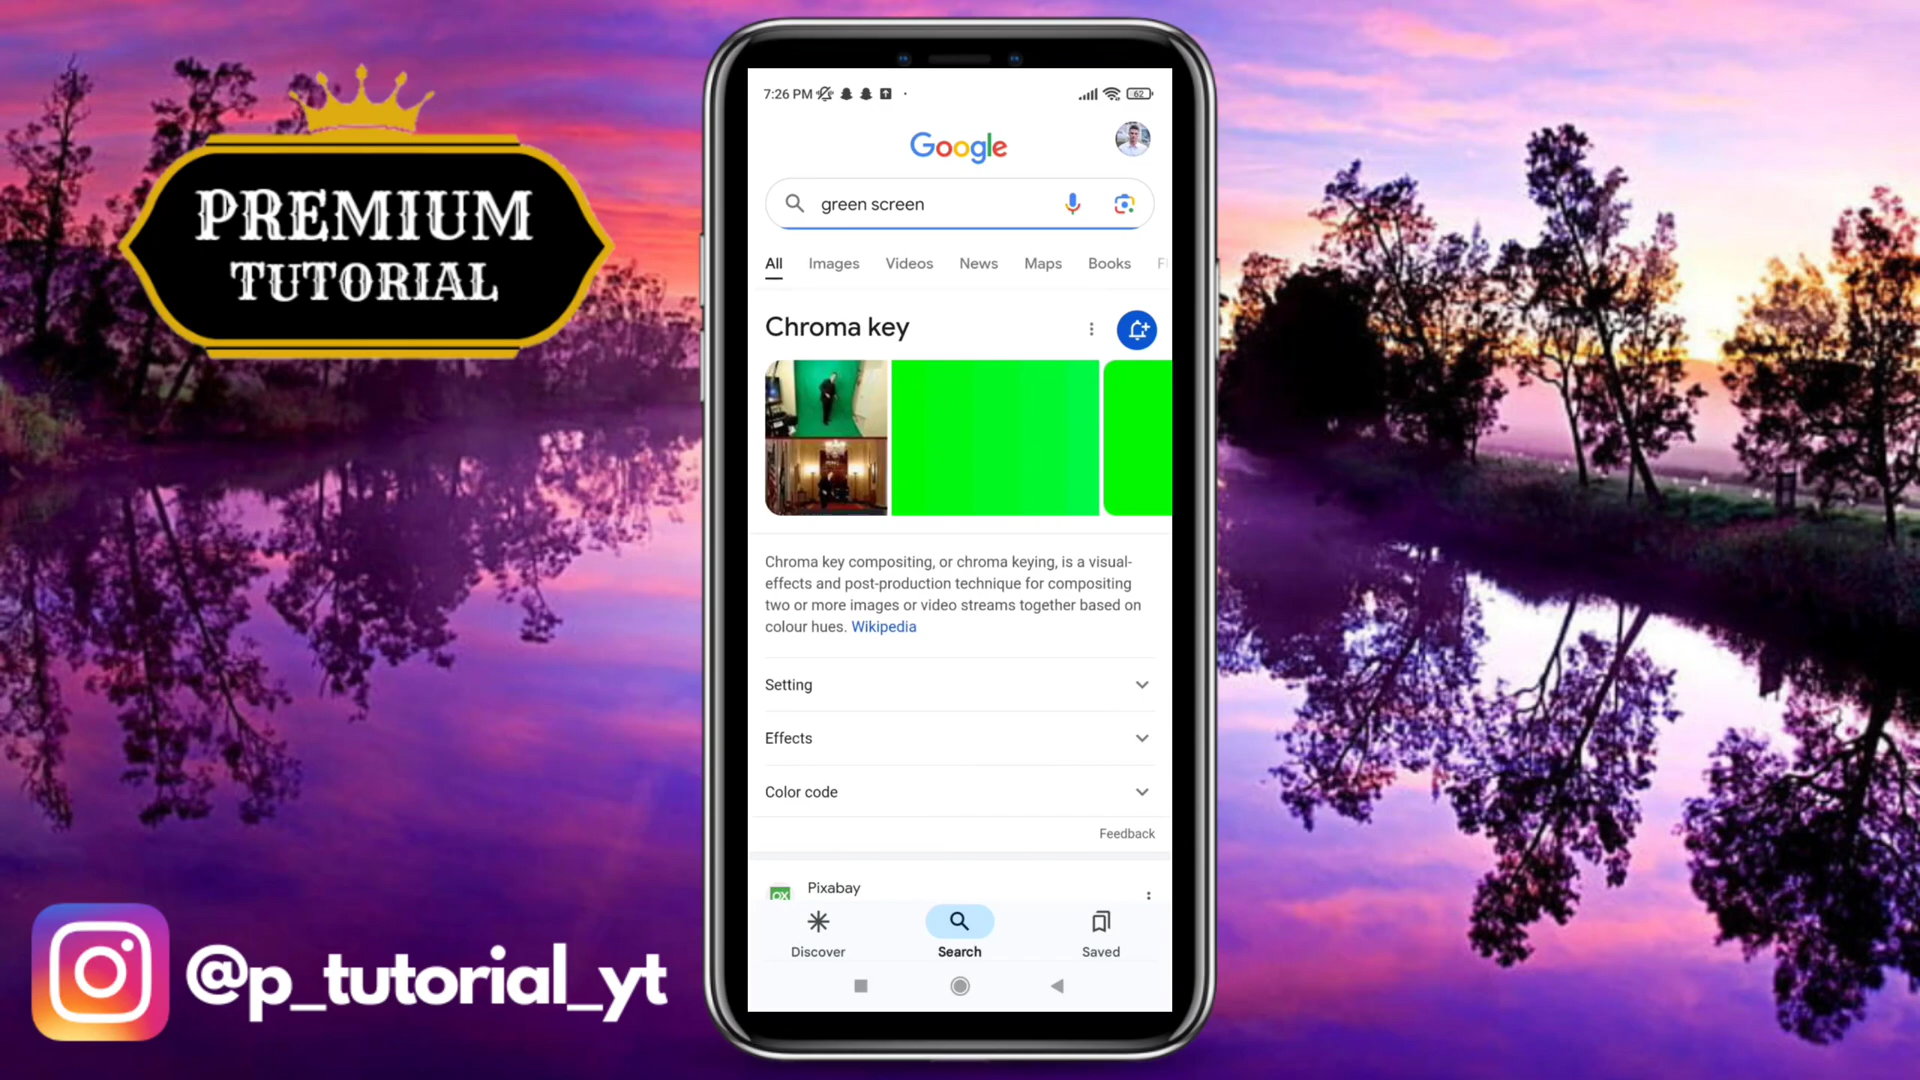 PREMIUM
TUTORIAL
@p_tutorial_yt
7:26 PM
62
Google
green screen
All Images Videos News Maps Books
Chroma key
Chroma key compositing, or chroma keying, is a visual-
effects and post-production technique for compositing
two or more images or video streams together based on
colour hues. Wikipedia
Setting
Effects
Color code
Feedback
Pixabay
Discover Search Saved